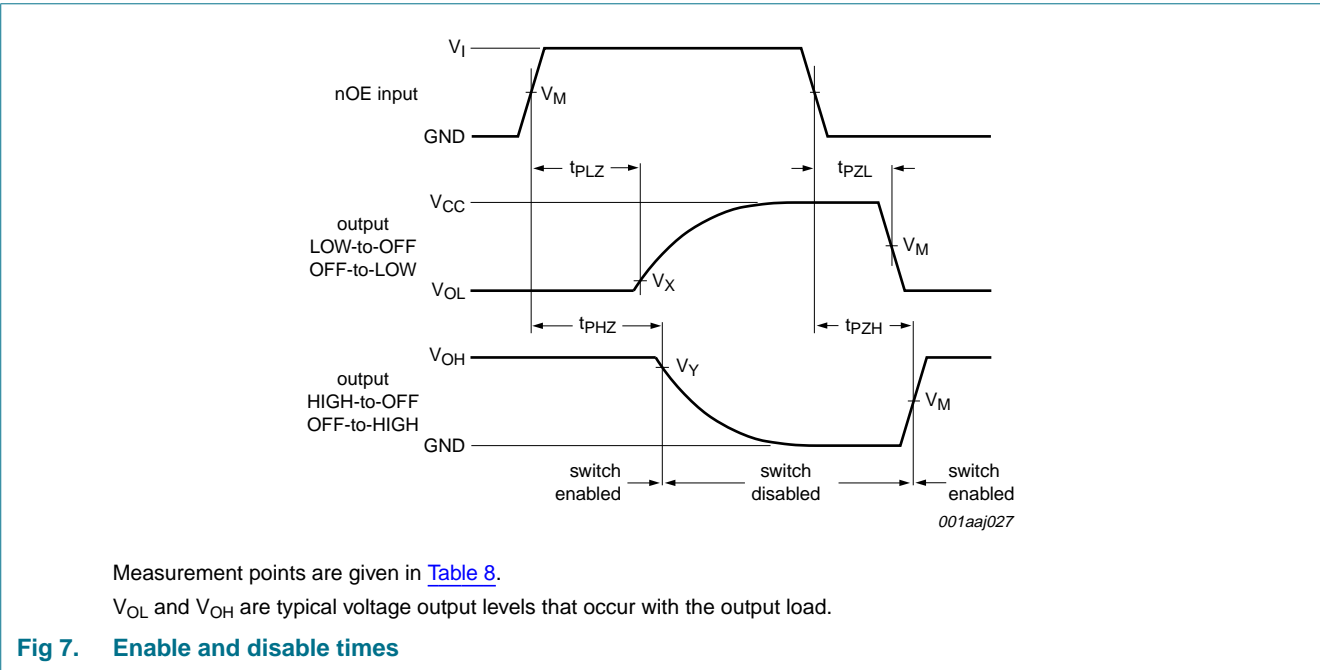 V_I
nOE input
V_M
GND
t_PLZ
t_PZL
V_CC
output
LOW-to-OFF
OFF-to-LOW
V_M
V_X
V_OL
t_PHZ
t_PZH
V_OH
V_Y
output
HIGH-to-OFF
OFF-to-HIGH
V_M
GND
switch
enabled
switch
disabled
switch
enabled
001aaj027
Measurement points are given in Table 8.
V_OL and V_OH are typical voltage output levels that occur with the output load.
Fig 7. Enable and disable times